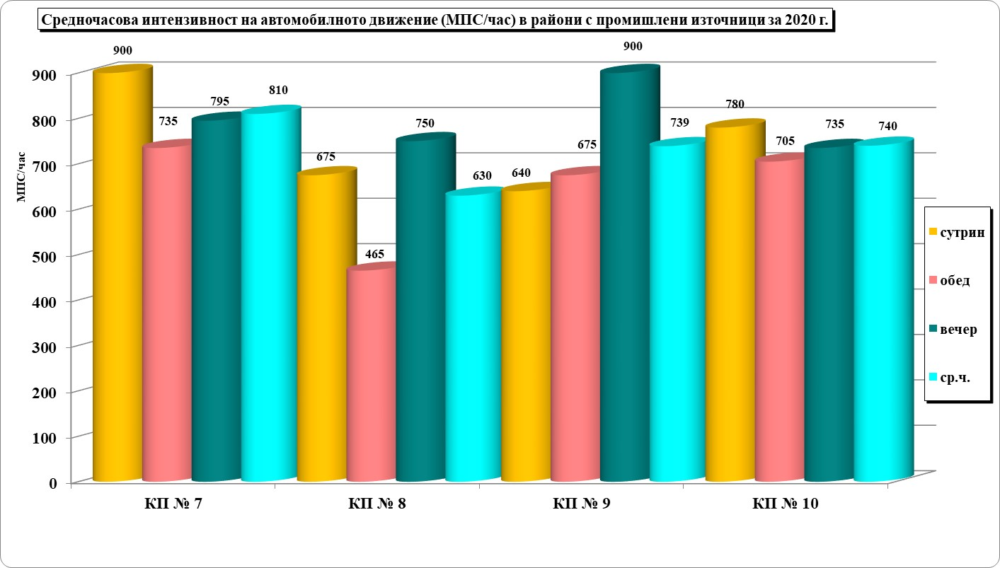 Средночасова интензивност на автомобилното движение (МПС/час) в райони с промишлени източници за 2020 г.
МПС/час
900
800
700
600
500
400
300
200
100
0
900
735
795
810
675
465
750
630
640
675
900
739
780
705
735
740
КП № 7
КП № 8
КП № 9
КП № 10
сутрин
обед
вечер
ср.ч.